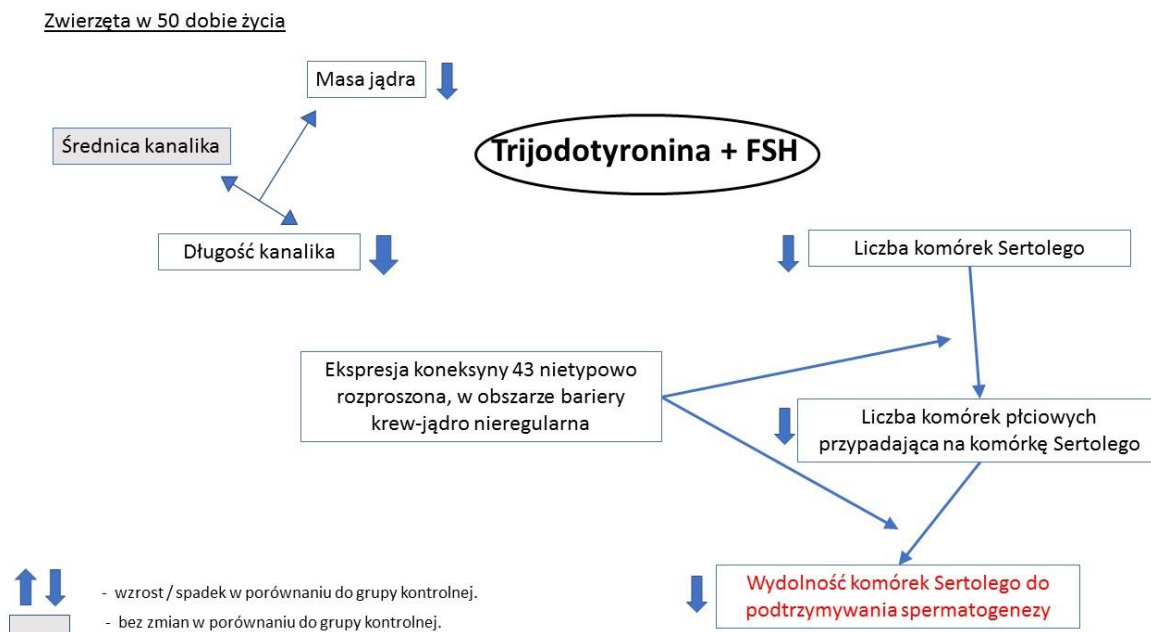 Zwierzęta w 50 dobie życia
Masa jądra
Średnica kanalika
Trijodotyronina + FSH
Długość kanalika
Liczba komórek Sertolego
Ekspresja koneksyny 43 nietypowo
rozproszona, w obszarze bariery
krew-jądro nieregularna
Liczba komórek płciowych
przypadająca na komórkę Sertolego
Wydolność komórek Sertolego do
podtrzymywania spermatogenezy
- wzrost / spadek w porównaniu do grupy kontrolnej.
- bez zmian w porównaniu do grupy kontrolnej.